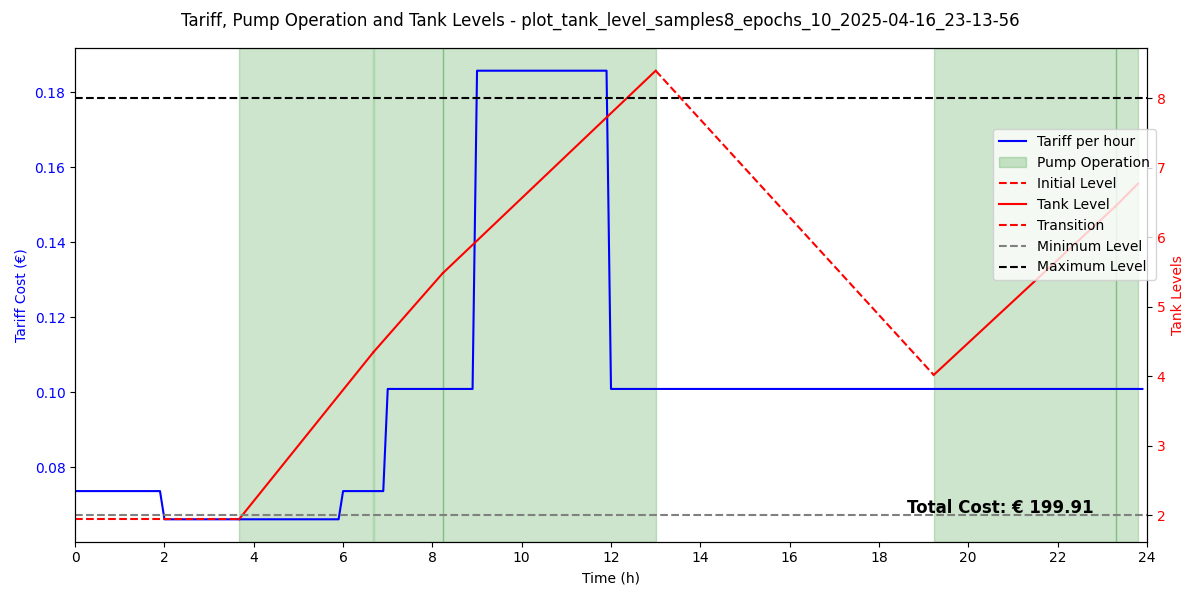 Tariff, Pump Operation and Tank Levels - plot_tank_level_samples8_epochs_10_2025-04-16_23-13-56
Tariff Cost (€)
0.18
0.16
0.14
0.12
0.10
0.08
Tariff per hour
Pump Operation
Initial Level
Tank Level
Transition
Minimum Level
Maximum Level
Total Cost: € 199.91
8
7
6
5
4
3
2
Tank Levels
0 2 4 6 8 10 12 14 16 18 20 22 24
Time (h)